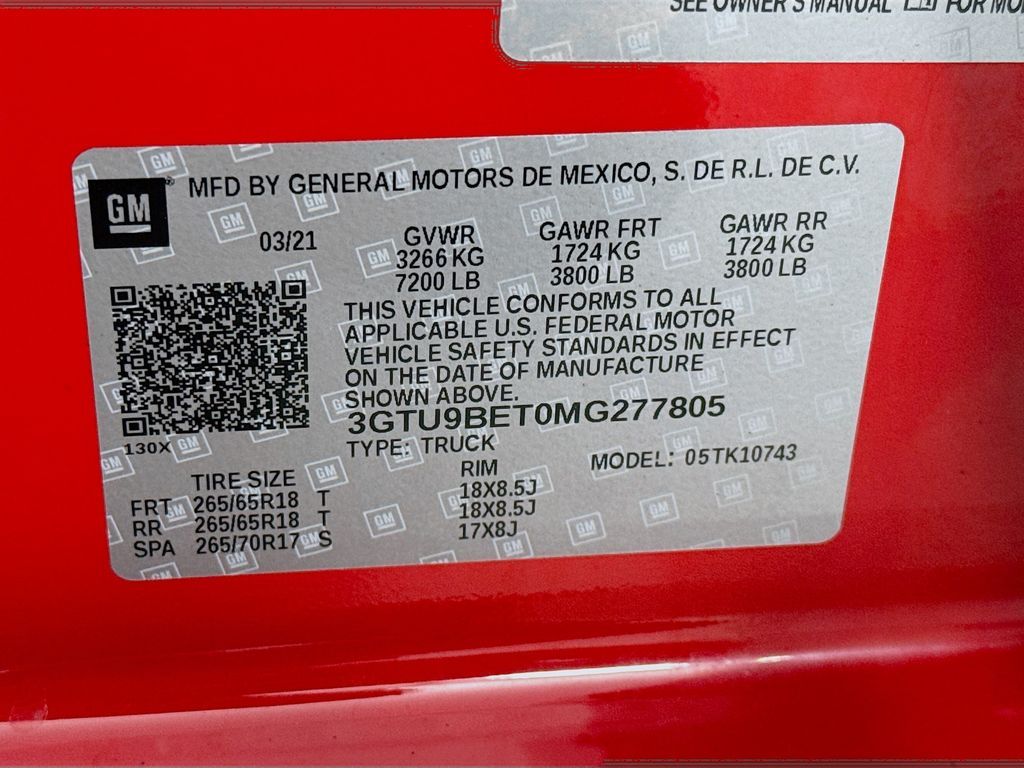 SEE OWNER'S MANUAL FOR
GM
MFD BY GENERAL MOTORS DE MEXICO, S. DE R.L. DE C.V.
03/21
GVWR GAWR FRT GAWR RR
3266 KG 1724 KG 1724 KG
7200 LB 3800 LB 3800 LB
THIS VEHICLE CONFORMS TO ALL
APPLICABLE U.S. FEDERAL MOTOR
VEHICLE SAFETY STANDARDS IN EFFECT
ON THE DATE OF MANUFACTURE
SHOWN ABOVE.
3GTU9BET0MG277805
130X
TYPE: TRUCK
MODEL: 05TK10743
TIRE SIZE RIM
FRT 265/65R18 T 18X8.5J
RR 265/65R18 T 18X8.5J
SPA 265/70R17 S 17X8J